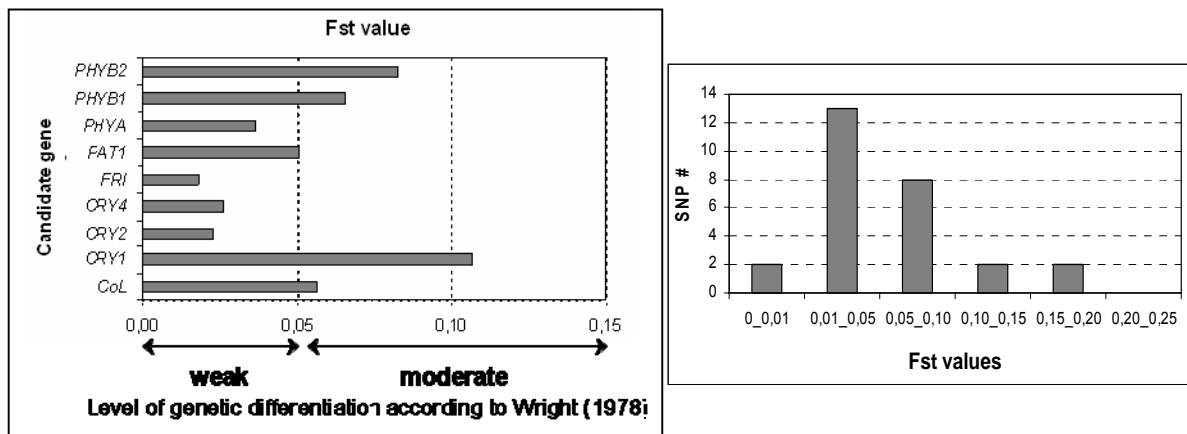 Fst value
Candidate gene
PHYB2
PHYB1
PHYA
FAT1
FRI
CRY4
CRY2
CRY1
CoL
0,00 0,05 0,10 0,15
weak moderate
Level of genetic differentiation according to Wright (1978)
SNP #
14
12
10
8
6
4
2
0
0_0,01 0,01_0,05 0,05_0,10 0,10_0,15 0,15_0,20 0,20_0,25
Fst values